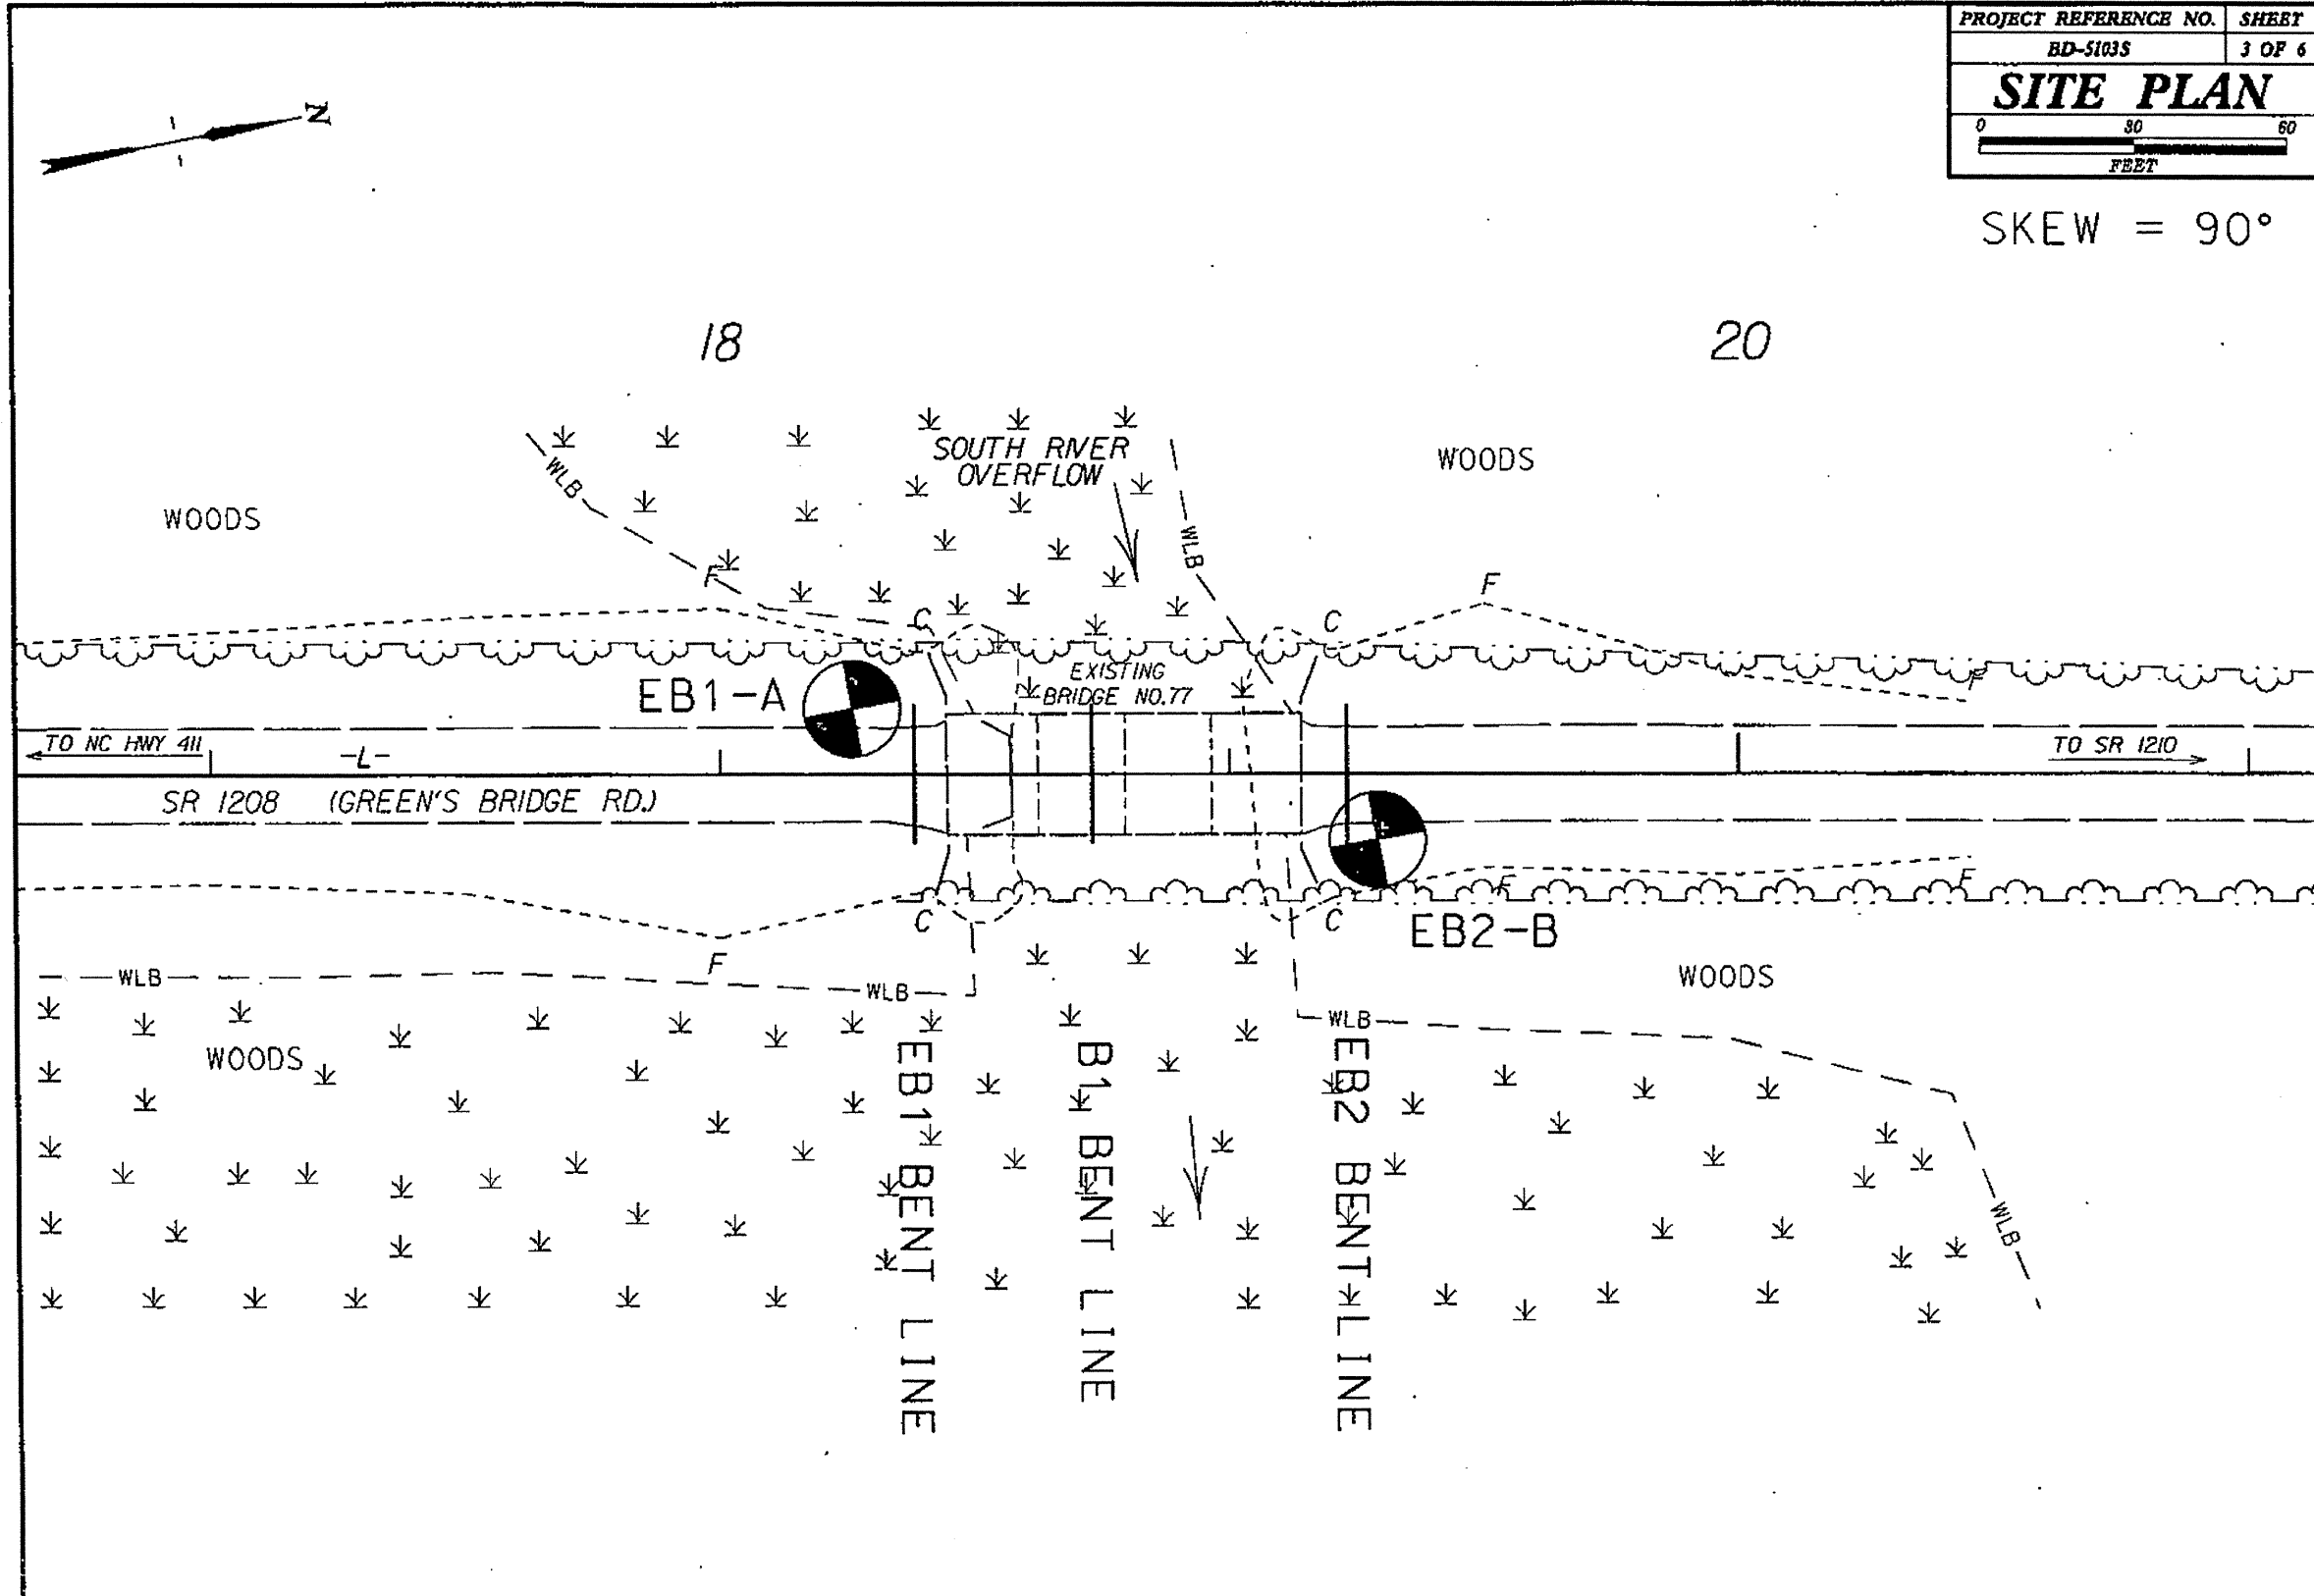 PROJECT REFERENCE NO. SHEET
BD-5103S 3 OF 6
SITE PLAN
0 30 60
FEET
SKEW = 90°
N
18
20
SOUTH RIVER
OVERFLOW
WOODS
WOODS
WLB
WLB
F
F
C
C
EXISTING
BRIDGE NO.77
F
EB1-A
TO NC HWY 411
-L-
TO SR 1210
SR 1208 (GREEN'S BRIDGE RD.)
F
F
C
C
EB2-B
F
WLB
WLB
WOODS
WLB
WOODS
EB1 BENT LINE
B1 BENT LINE
EB2 BENT LINE
WLB